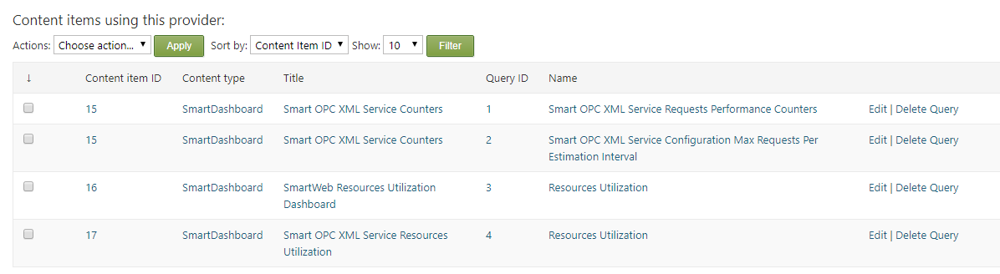 Content items using this provider:
Actions: Choose action... Apply Sort by: Content Item ID Show: 10 Filter
↓ Content item ID Content type Title Query ID Name
15 SmartDashboard Smart OPC XML Service Counters 1 Smart OPC XML Service Requests Performance Counters Edit | Delete Query
15 SmartDashboard Smart OPC XML Service Counters 2 Smart OPC XML Service Configuration Max Requests Per Edit | Delete Query
Estimation Interval
16 SmartDashboard SmartWeb Resources Utilization 3 Resources Utilization Edit | Delete Query
Dashboard
17 SmartDashboard Smart OPC XML Service Resources 4 Resources Utilization Edit | Delete Query
Utilization